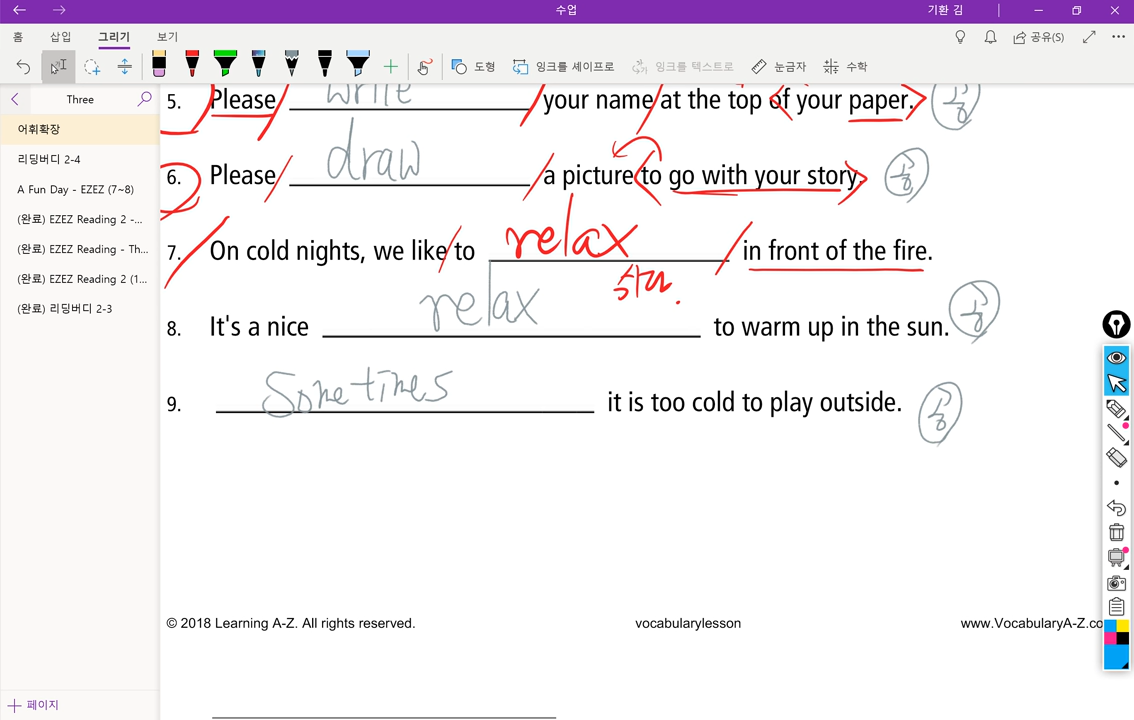 수업
기환 김
홈 삽입 그리기 보기
공유(S)
도형 잉크를 셰이프로 잉크를 텍스트로 눈금자 수학
Three
어휘확장
리딩버디 2-4
A Fun Day - EZEZ (7~8)
(완료) EZEZ Reading 2 -...
(완료) EZEZ Reading - Th...
(완료) EZEZ Reading 2 (1...
(완료) 리딩버디 2-3
페이지
5. Please write your name at the top of your paper.
6. Please draw a picture to go with your story.
7. On cold nights, we like to relax in front of the fire.
8. It's a nice relax to warm up in the sun.
9. Sometimes it is too cold to play outside.
© 2018 Learning A-Z. All rights reserved. vocabularylesson www.VocabularyA-Z.co